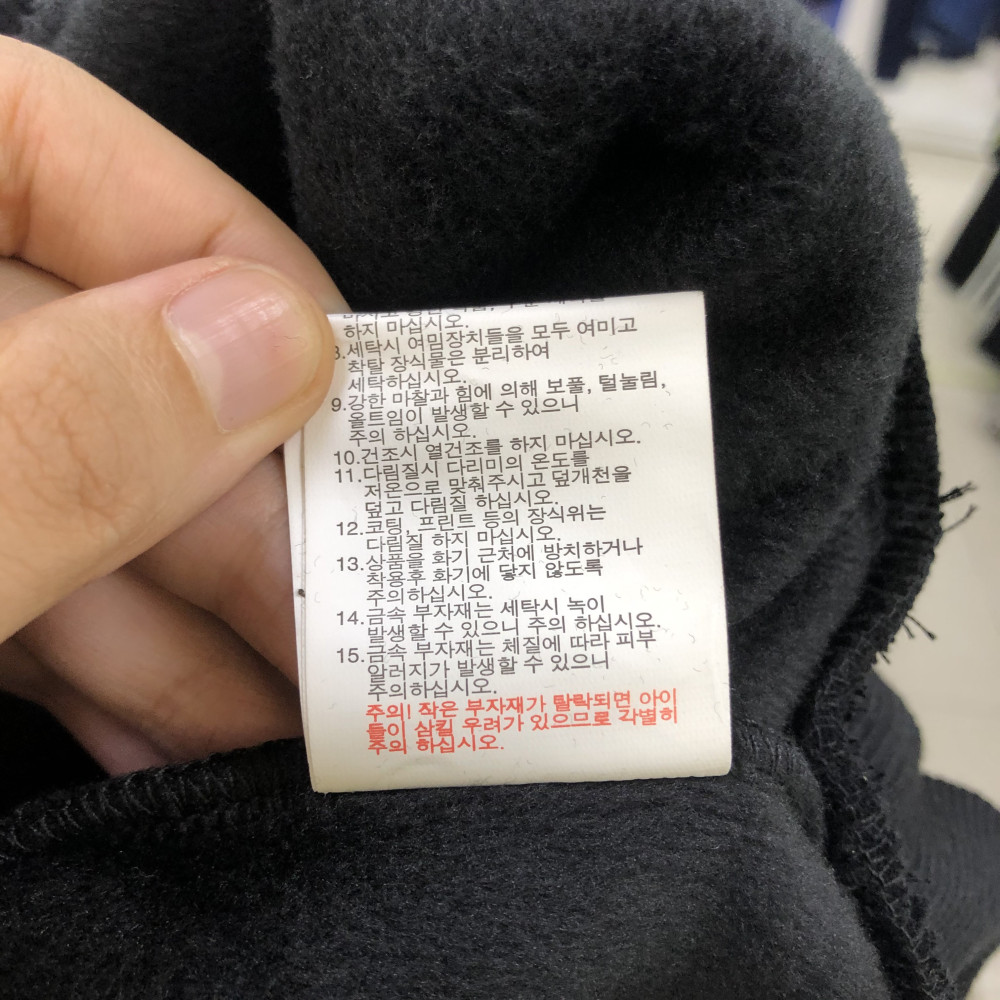 하지 마십시오.
8.세탁시 여밈장치들을 모두 여미고
착탈 장식물은 분리하여
세탁하십시오.
9.강한 마찰과 힘에 의해 보풀, 털눌림,
올트임이 발생할 수 있으니
주의 하십시오.
10.건조시 열건조를 하지 마십시오.
11.다림질시 다리미의 온도를
저온으로 맞춰주시고 덮개천을
덮고 다림질 하십시오.
12.코팅, 프린트 등의 장식위는
다림질 하지 마십시오.
13.상품을 화기 근처에 방치하거나
착용후 화기에 닿지 않도록
주의하십시오.
14.금속 부자재는 세탁시 녹이
발생할 수 있으니 주의 하십시오.
15.금속 부자재는 체질에 따라 피부
알러지가 발생할 수 있으니
주의하십시오.
주의! 작은 부자재가 탈락되면 아이
들이 삼킬 우려가 있으므로 각별히
주의 하십시오.